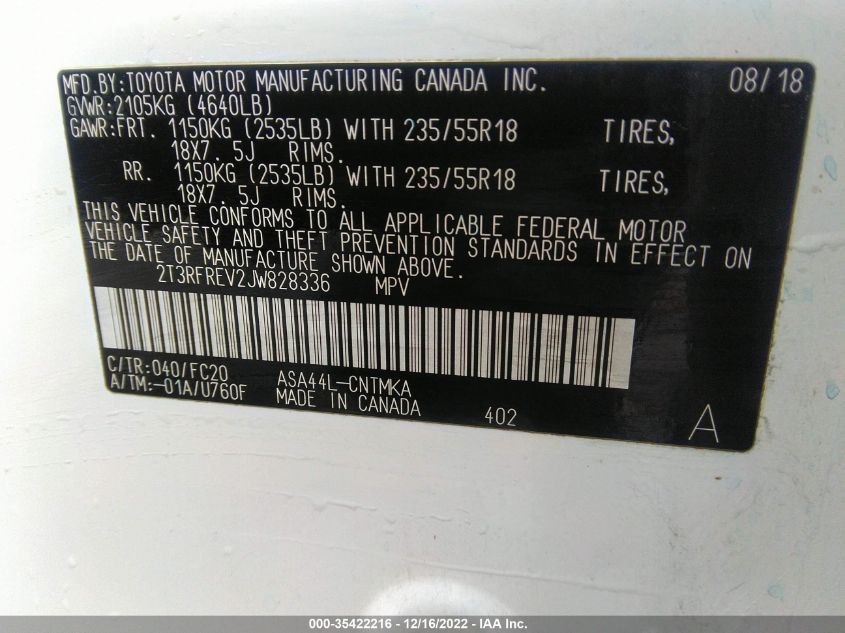 MFD.BY:TOYOTA MOTOR MANUFACTURING CANADA INC. 08/18
GVWR:2105KG (4640LB)
GAWR:FRT. 1150KG (2535LB) WITH 235/55R18 TIRES,
18X7. 5J RIMS.
RR. 1150KG (2535LB) WITH 235/55R18 TIRES,
18X7. 5J RIMS.
THIS VEHICLE CONFORMS TO ALL APPLICABLE FEDERAL MOTOR
VEHICLE SAFETY AND THEFT PREVENTION STANDARDS IN EFFECT ON
THE DATE OF MANUFACTURE SHOWN ABOVE.
2T3RFREV2JW828336 MPV
C/TR:040/FC20 ASA44L-CNTMKA
A/TM:-01A/U760F MADE IN CANADA 402 A
000-35422216 - 12/16/2022 - IAA Inc.